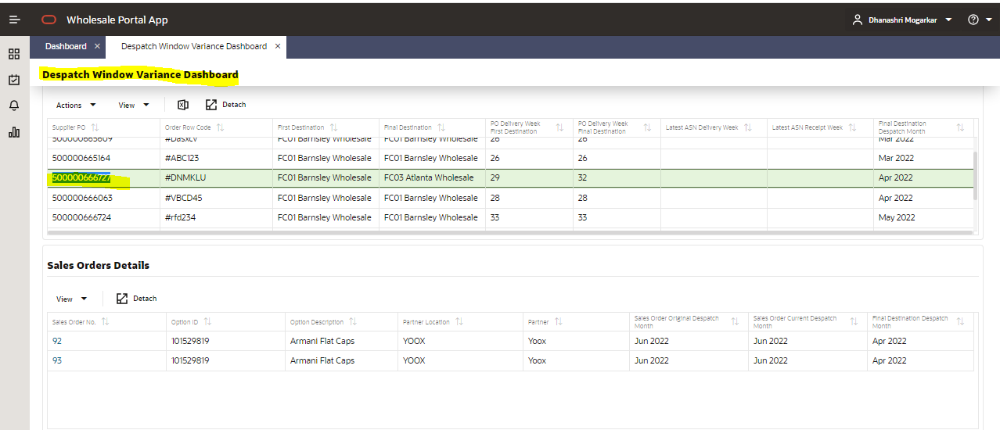 Wholesale Portal App
Dhanashri Mogarkar
Dashboard × Despatch Window Variance Dashboard ×
Despatch Window Variance Dashboard
Actions View Detach
Supplier PO Order Row Code First Destination Final Destination PO Delivery Week First Destination PO Delivery Week Final Destination Latest ASN Delivery Week Latest ASN Receipt Week Final Destination Despatch Month
500000665809 #Dasxcv FC01 Barnsley Wholesale FC01 Barnsley Wholesale 26 26 Mar 2022
500000665164 #ABC123 FC01 Barnsley Wholesale FC01 Barnsley Wholesale 26 26 Mar 2022
500000666727 #DNMKLU FC01 Barnsley Wholesale FC03 Atlanta Wholesale 29 32 Apr 2022
500000666063 #VBCD45 FC01 Barnsley Wholesale FC01 Barnsley Wholesale 28 28 Apr 2022
500000666724 #rfd234 FC01 Barnsley Wholesale FC01 Barnsley Wholesale 33 33 May 2022
Sales Orders Details
View Detach
Sales Order No. Option ID Option Description Partner Location Partner Sales Order Original Despatch Month Sales Order Current Despatch Month Final Destination Despatch Month
92 101529819 Armani Flat Caps YOOX Yoox Jun 2022 Jun 2022 Apr 2022
93 101529819 Armani Flat Caps YOOX Yoox Jun 2022 Jun 2022 Apr 2022